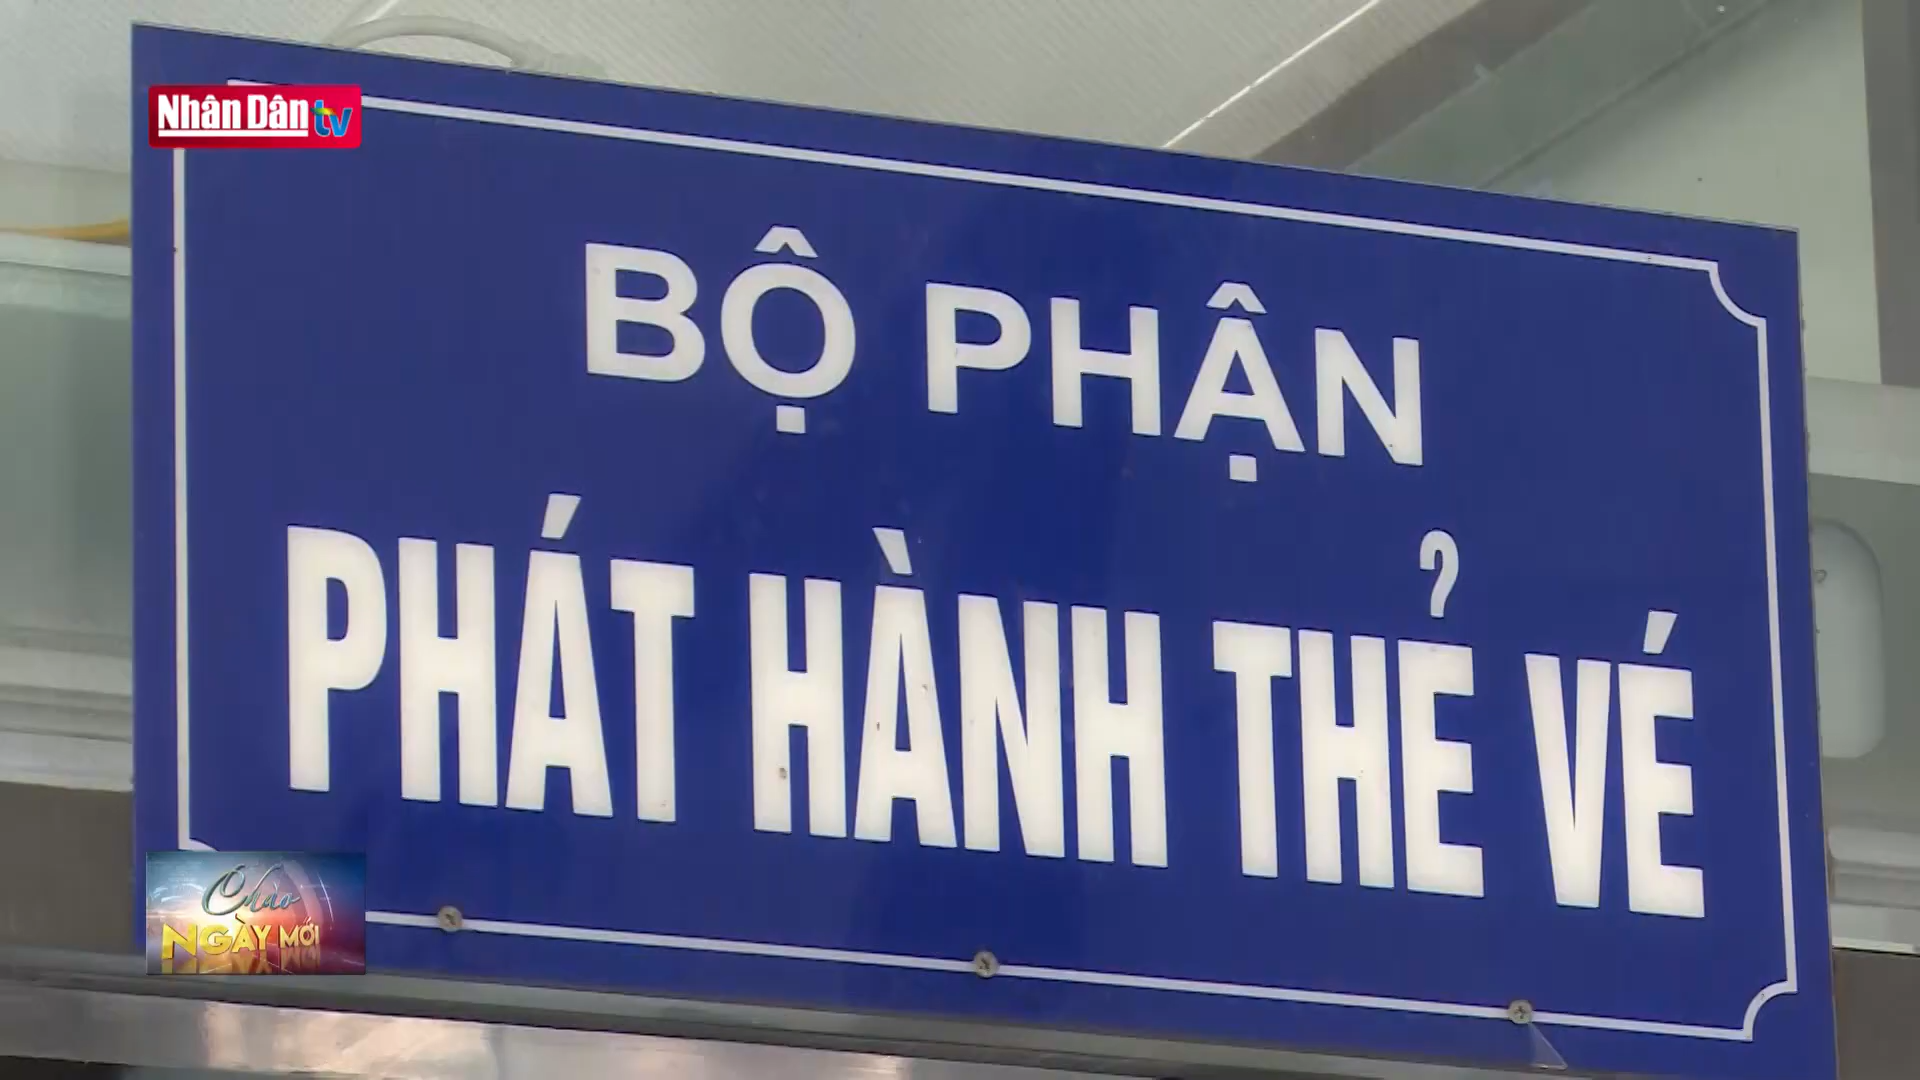 Nhân Dân tv
BỘ PHẬN
PHÁT HÀNH THẺ VÉ
Chào
NGÀY MỚI